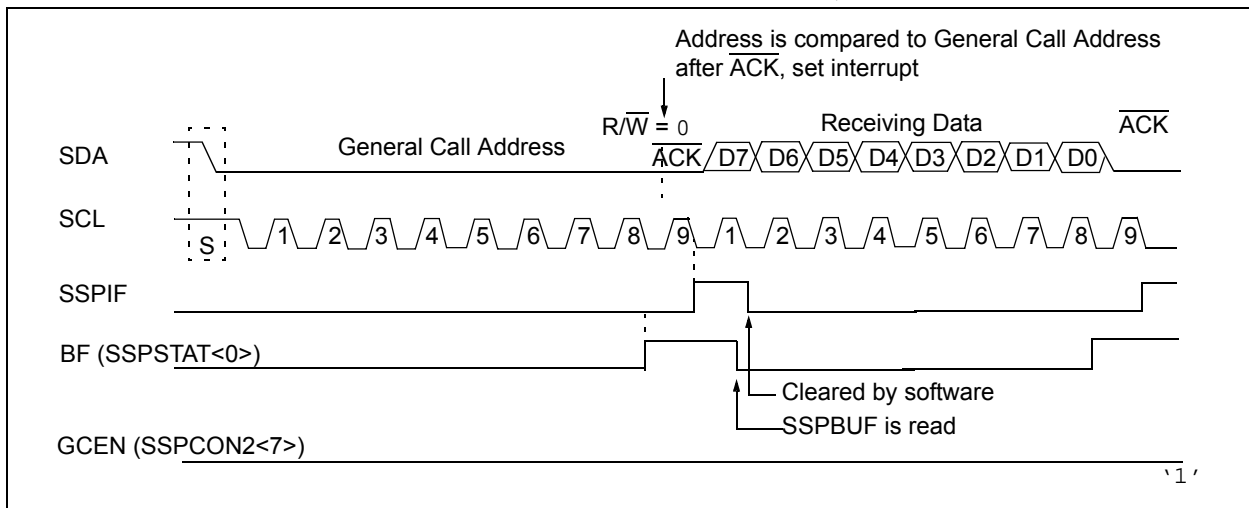 Address is compared to General Call Address
after ACK, set interrupt
R/W = 0
Receiving Data
ACK
SDA
General Call Address
ACK
D7 D6 D5 D4 D3 D2 D1 D0
SCL
S
1 2 3 4 5 6 7 8 9 1 2 3 4 5 6 7 8 9
SSPIF
BF (SSPSTAT<0>)
Cleared by software
SSPBUF is read
GCEN (SSPCON2<7>)
‘1’